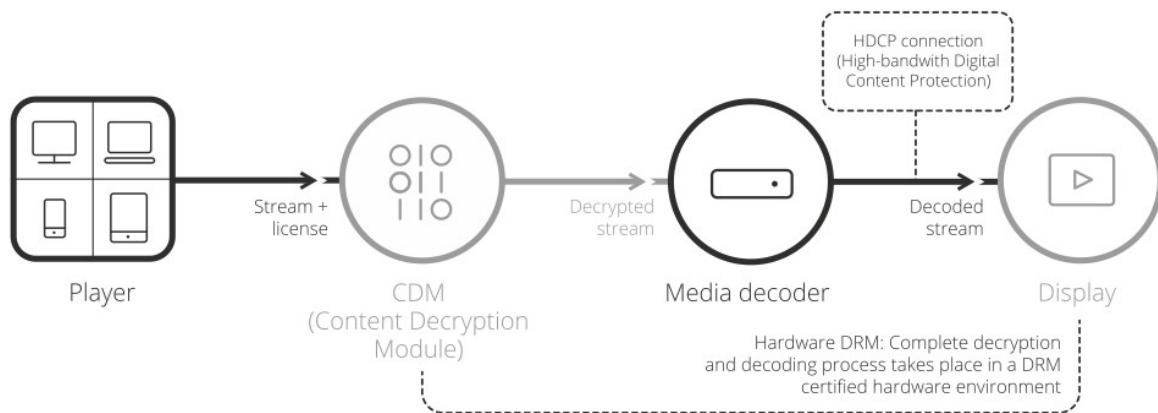 HDCP connection
(High-bandwith Digital
Content Protection)
Stream +
license
Decrypted
stream
Decoded
stream
Player
CDM
(Content Decryption
Module)
Media decoder
Display
Hardware DRM: Complete decryption
and decoding process takes place in a DRM
certified hardware environment